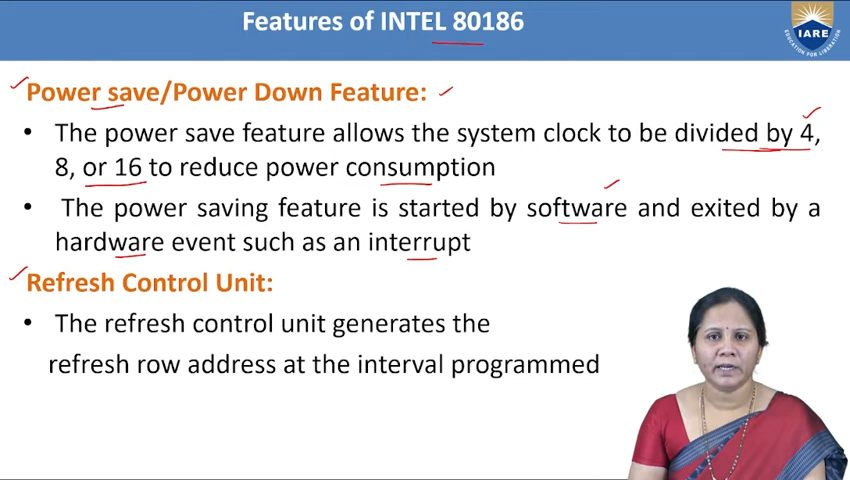 Features of INTEL 80186
IARE
EDUCATION FOR LIBERATION
Power save/Power Down Feature:
• The power save feature allows the system clock to be divided by 4,
8, or 16 to reduce power consumption
• The power saving feature is started by software and exited by a
hardware event such as an interrupt
Refresh Control Unit:
• The refresh control unit generates the
refresh row address at the interval programmed